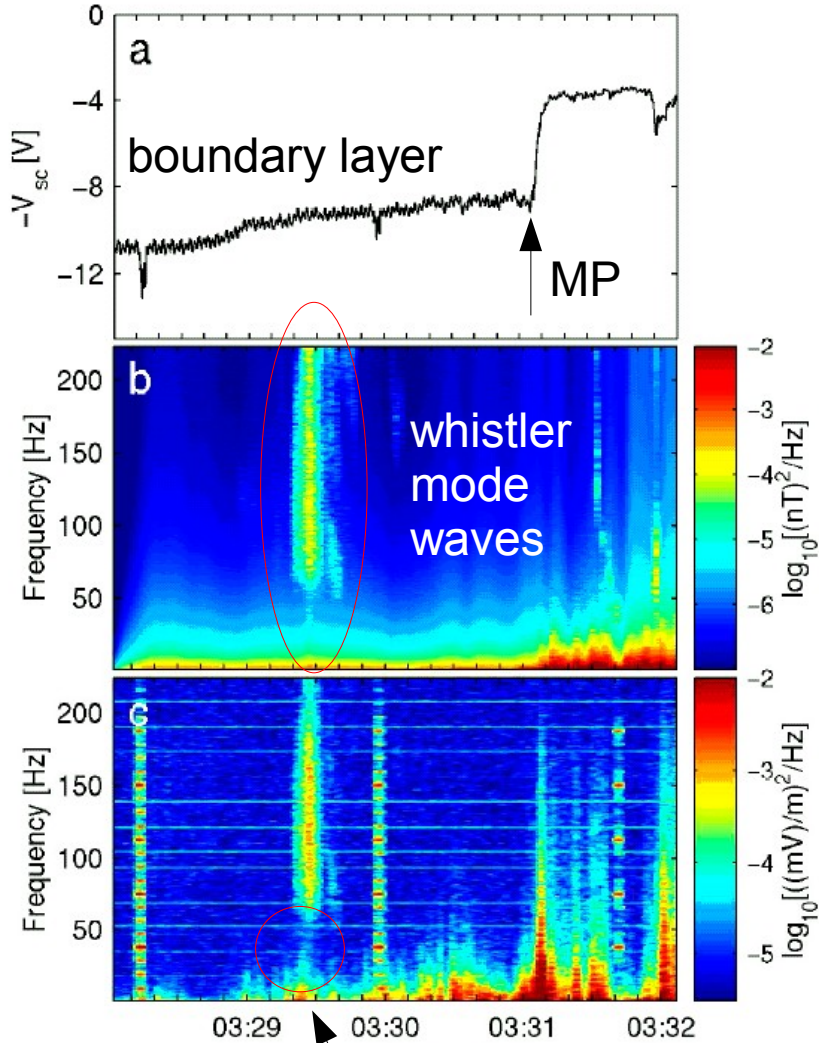 a
0
−4
−8
−12
−V_sc [V]
boundary layer
MP
b
200
150
100
50
Frequency [Hz]
whistler
mode
waves
−2
−3
−4
−5
−6
log₁₀[(nT)²/Hz]
c
200
150
100
50
Frequency [Hz]
−2
−3
−4
−5
log₁₀[((mV)/m)²/Hz]
03:29 03:30 03:31 03:32